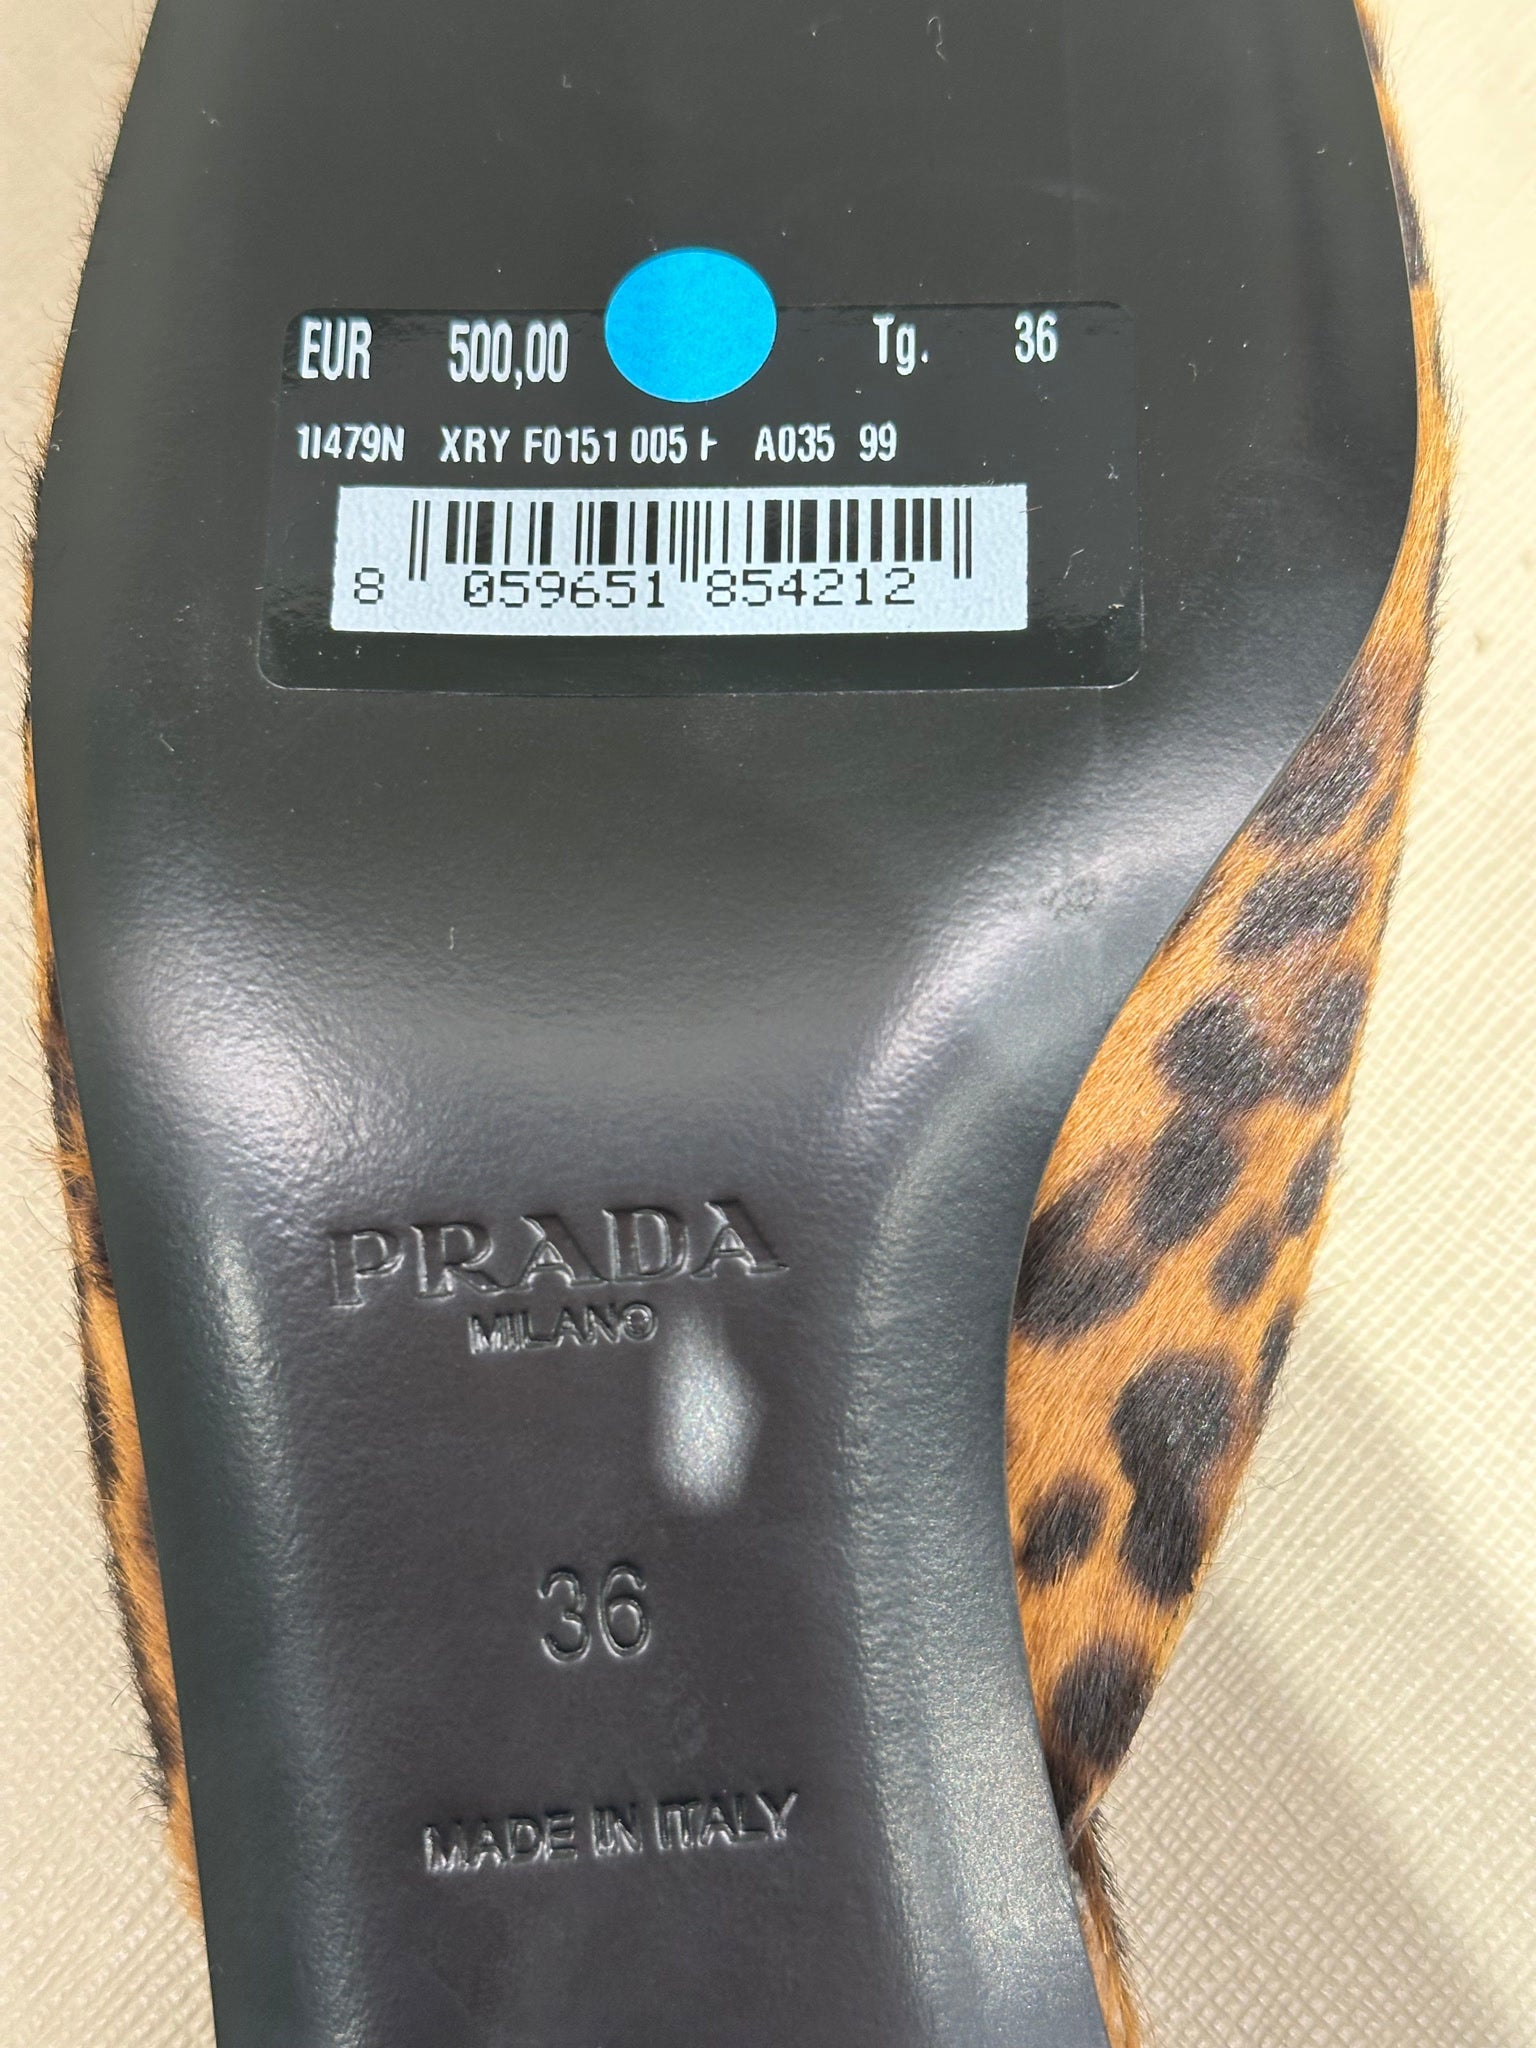 EUR 500,00 Tg. 36
1I479N XRY F0151 005 F A035 99
8 059651 854212
PRADA
MILANO
36
MADE IN ITALY